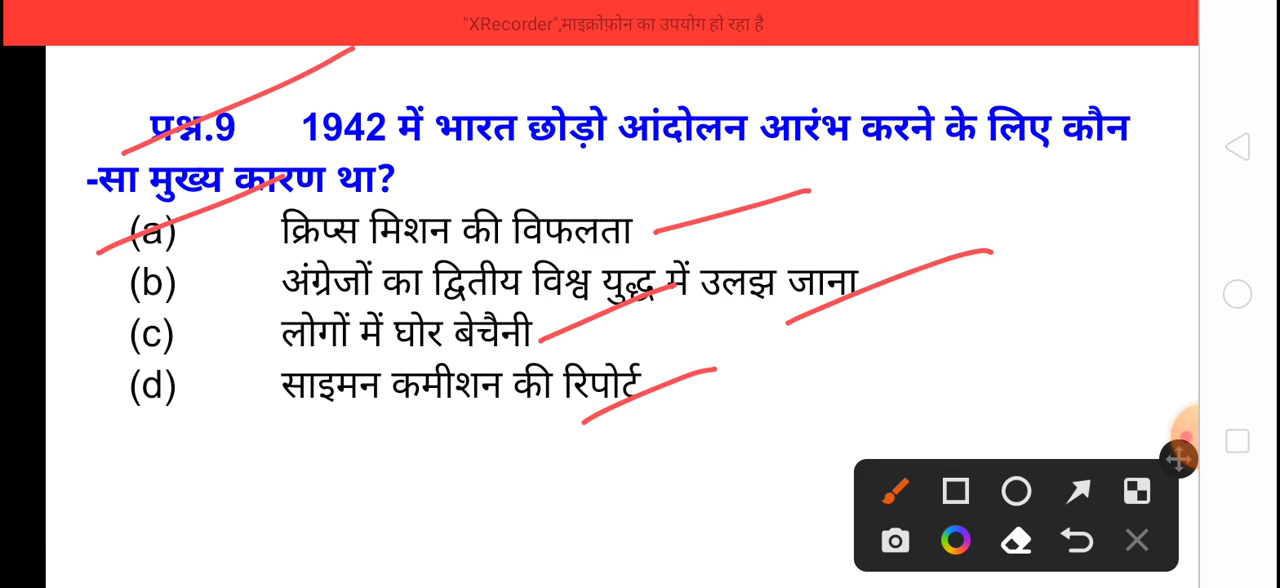 "XRecorder",माइक्रोफ़ोन का उपयोग हो रहा है
प्रश्न.9 1942 में भारत छोड़ो आंदोलन आरंभ करने के लिए कौन
-सा मुख्य कारण था?
(a) क्रिप्स मिशन की विफलता
(b) अंग्रेजों का द्वितीय विश्व युद्ध में उलझ जाना
(c) लोगों में घोर बेचैनी
(d) साइमन कमीशन की रिपोर्ट